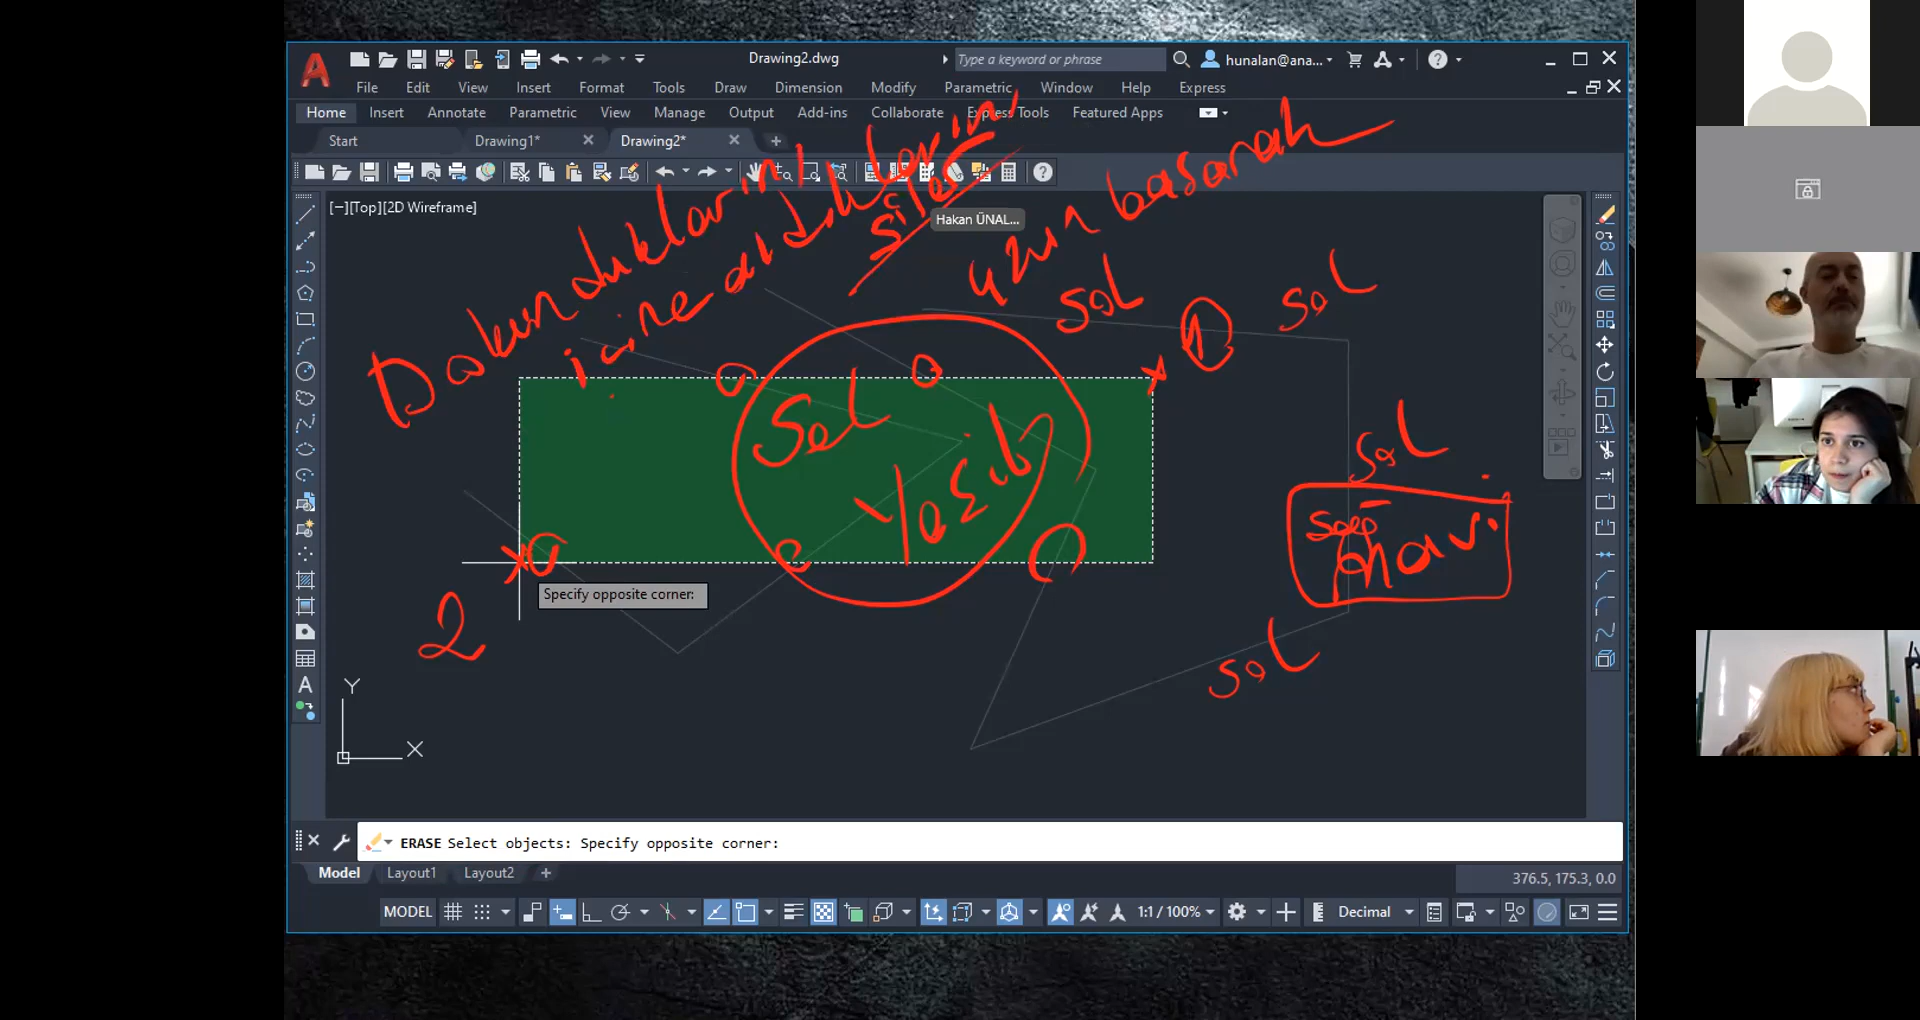 Drawing2.dwg
Type a keyword or phrase
hunalan@ana...
File Edit View Insert Format Tools Draw Dimension Modify Parametric Window Help Express
Home Insert Annotate Parametric View Manage Output Add-ins Collaborate Express Tools Featured Apps
Start Drawing1* Drawing2*
[−][Top][2D Wireframe]
Hakan ÜNAL...
Dokunduklarını
içine aldıklarını
siler
basarak
sol
sol
1
Sol
sol
Mavi
2
sol
Specify opposite corner:
Y
X
ERASE Select objects: Specify opposite corner:
Model Layout1 Layout2 +
376.5, 175.3, 0.0
MODEL 1:1 / 100% Decimal